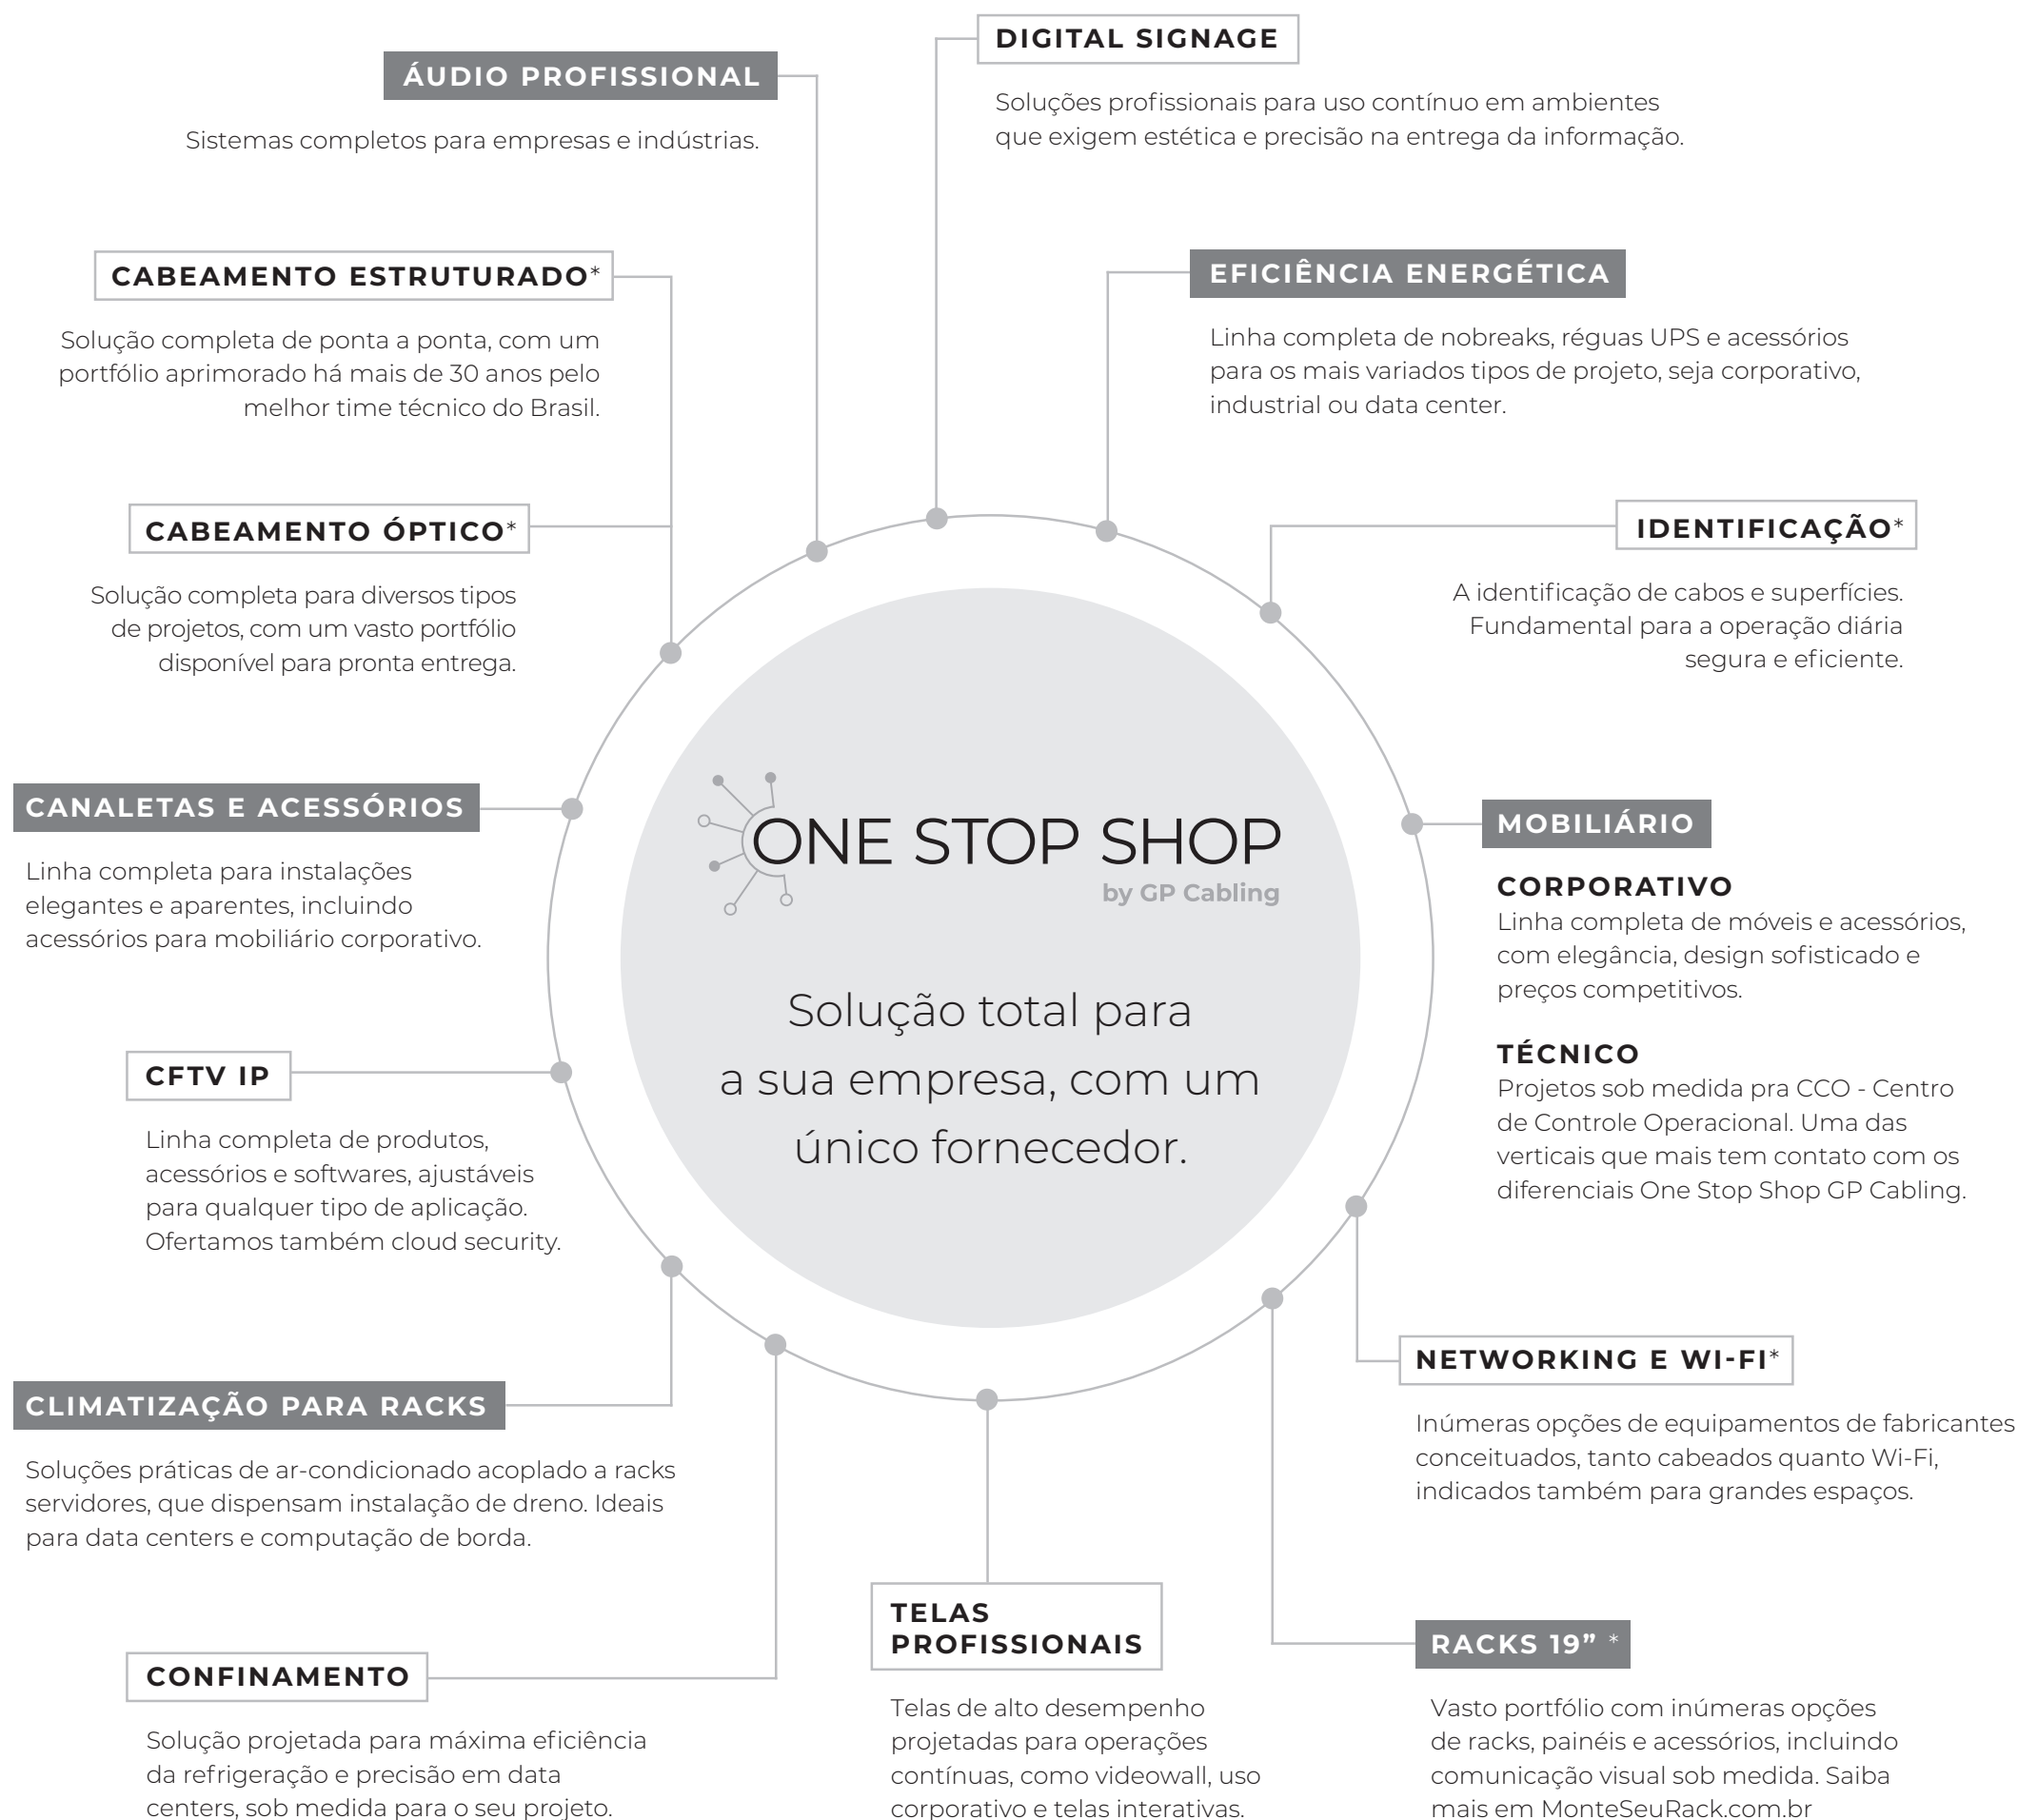 DIGITAL SIGNAGE
Soluções profissionais para uso contínuo em ambientes
que exigem estética e precisão na entrega da informação.
ÁUDIO PROFISSIONAL
Sistemas completos para empresas e indústrias.
CABEAMENTO ESTRUTURADO*
Solução completa de ponta a ponta, com um
portfólio aprimorado há mais de 30 anos pelo
melhor time técnico do Brasil.
EFICIÊNCIA ENERGÉTICA
Linha completa de nobreaks, réguas UPS e acessórios
para os mais variados tipos de projeto, seja corporativo,
industrial ou data center.
CABEAMENTO ÓPTICO*
Solução completa para diversos tipos
de projetos, com um vasto portfólio
disponível para pronta entrega.
IDENTIFICAÇÃO*
A identificação de cabos e superfícies.
Fundamental para a operação diária
segura e eficiente.
CANALETAS E ACESSÓRIOS
Linha completa para instalações
elegantes e aparentes, incluindo
acessórios para mobiliário corporativo.
ONE STOP SHOP
by GP Cabling
Solução total para
a sua empresa, com um
único fornecedor.
MOBILIÁRIO
CORPORATIVO
Linha completa de móveis e acessórios,
com elegância, design sofisticado e
preços competitivos.
TÉCNICO
Projetos sob medida pra CCO - Centro
de Controle Operacional. Uma das
verticais que mais tem contato com os
diferenciais One Stop Shop GP Cabling.
CFTV IP
Linha completa de produtos,
acessórios e softwares, ajustáveis
para qualquer tipo de aplicação.
Ofertamos também cloud security.
NETWORKING E WI-FI*
Inúmeras opções de equipamentos de fabricantes
conceituados, tanto cabeados quanto Wi-Fi,
indicados também para grandes espaços.
CLIMATIZAÇÃO PARA RACKS
Soluções práticas de ar-condicionado acoplado a racks
servidores, que dispensam instalação de dreno. Ideais
para data centers e computação de borda.
CONFINAMENTO
Solução projetada para máxima eficiência
da refrigeração e precisão em data
centers, sob medida para o seu projeto.
TELAS
PROFISSIONAIS
Telas de alto desempenho
projetadas para operações
contínuas, como videowall, uso
corporativo e telas interativas.
RACKS 19” *
Vasto portfólio com inúmeras opções
de racks, painéis e acessórios, incluindo
comunicação visual sob medida. Saiba
mais em MonteSeuRack.com.br